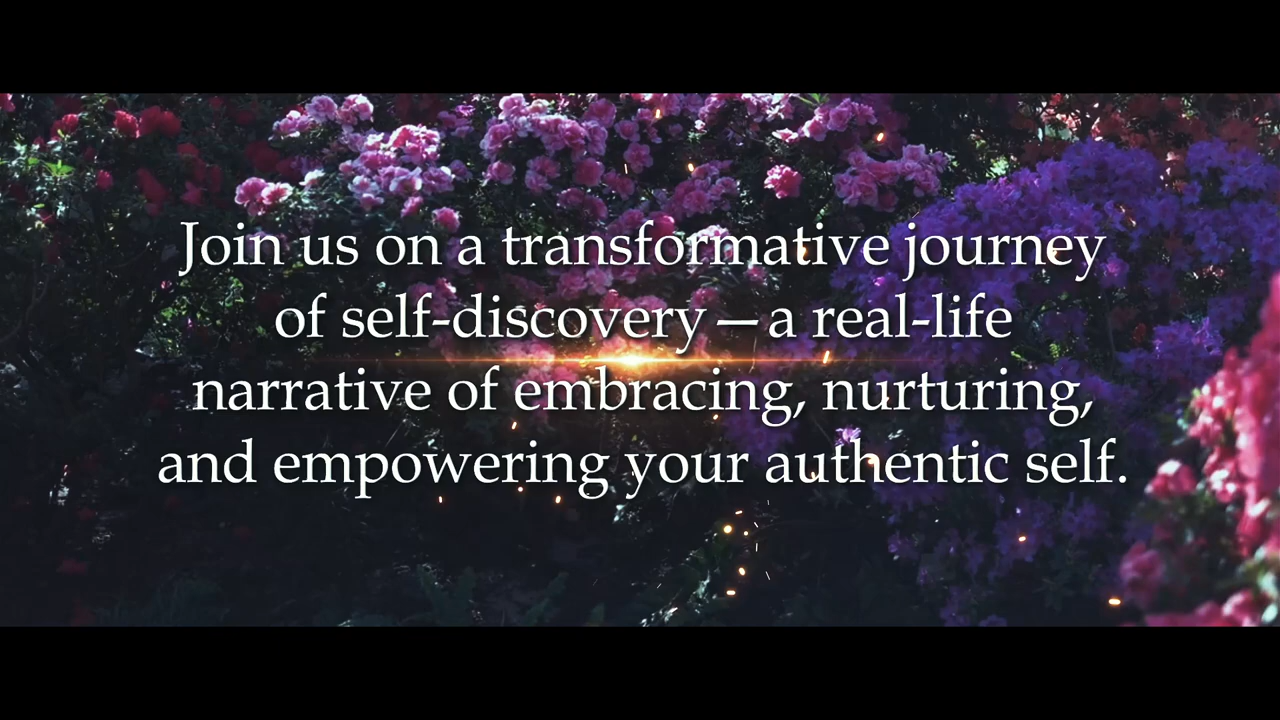 Join us on a transformative journey
of self-discovery—a real-life
narrative of embracing, nurturing,
and empowering your authentic self.